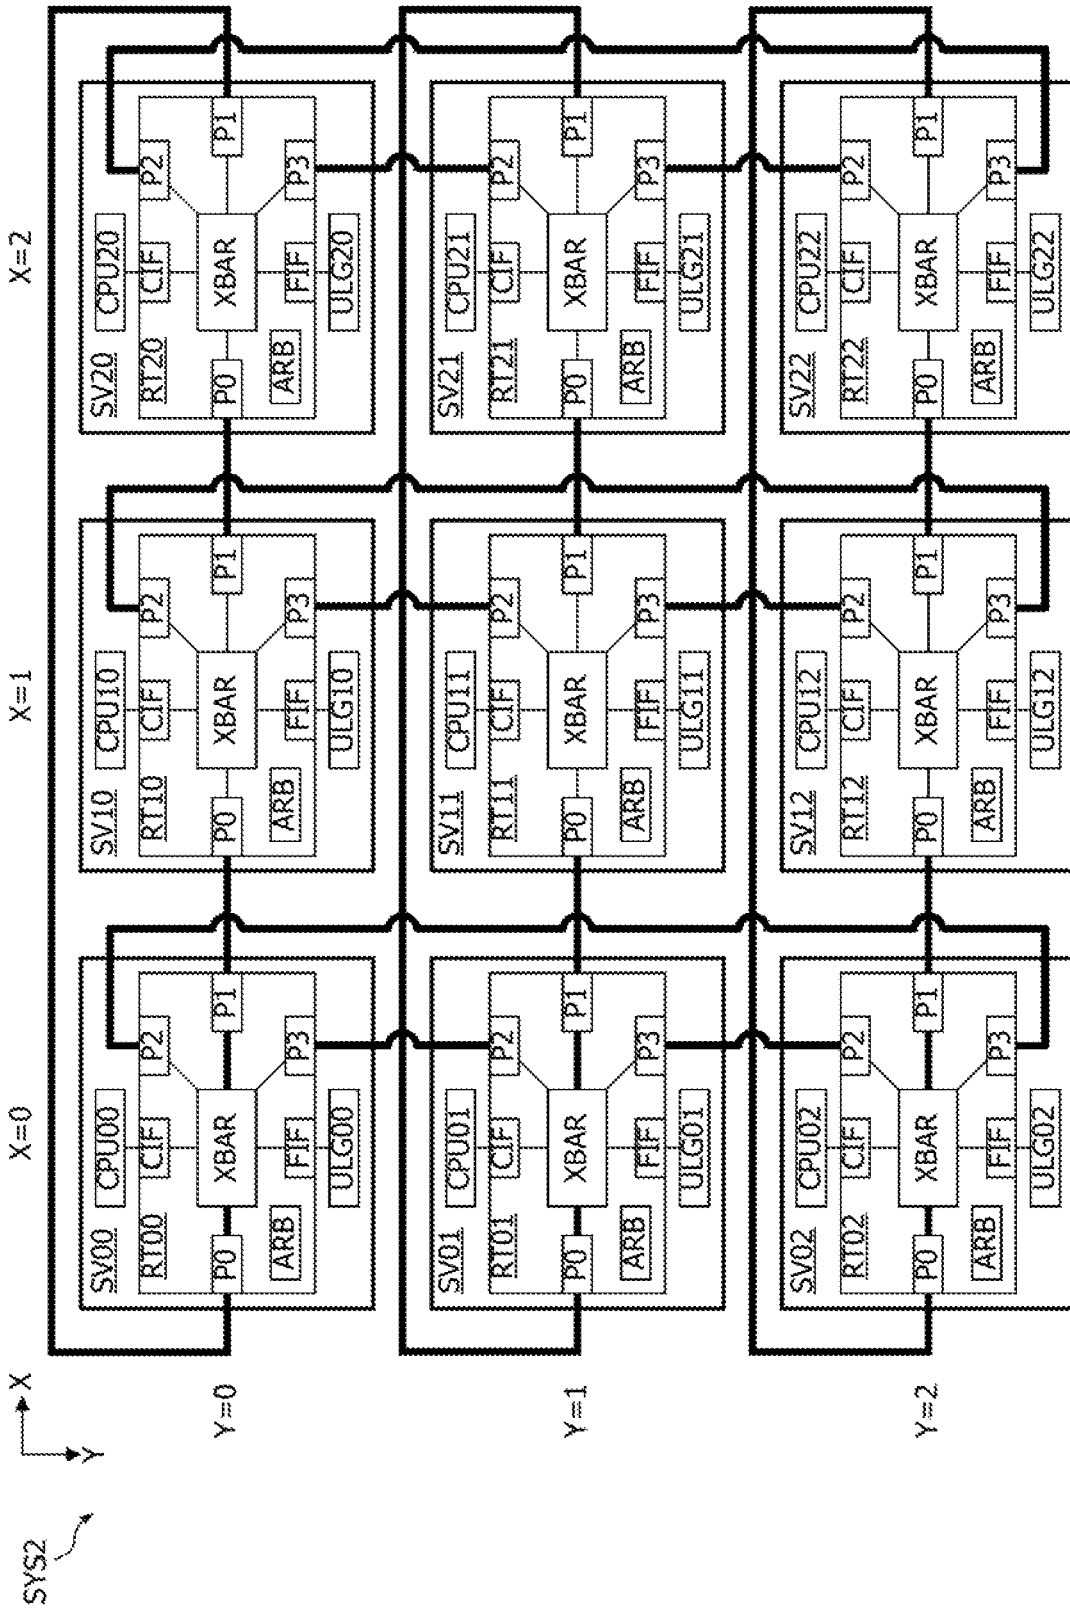 SYS2
X
Y
X=0
X=1
X=2
Y=0
SV00
CPU00
RT00
CIF
P2
P0
XBAR
P1
ARB
FIF
P3
ULG00
SV10
CPU10
RT10
CIF
P2
P0
XBAR
P1
ARB
FIF
P3
ULG10
SV20
CPU20
RT20
CIF
P2
P0
XBAR
P1
ARB
FIF
P3
ULG20
Y=1
SV01
CPU01
RT01
CIF
P2
P0
XBAR
P1
ARB
FIF
P3
ULG01
SV11
CPU11
RT11
CIF
P2
P0
XBAR
P1
ARB
FIF
P3
ULG11
SV21
CPU21
RT21
CIF
P2
P0
XBAR
P1
ARB
FIF
P3
ULG21
Y=2
SV02
CPU02
RT02
CIF
P2
P0
XBAR
P1
ARB
FIF
P3
ULG02
SV12
CPU12
RT12
CIF
P2
P0
XBAR
P1
ARB
FIF
P3
ULG12
SV22
CPU22
RT22
CIF
P2
P0
XBAR
P1
ARB
FIF
P3
ULG22